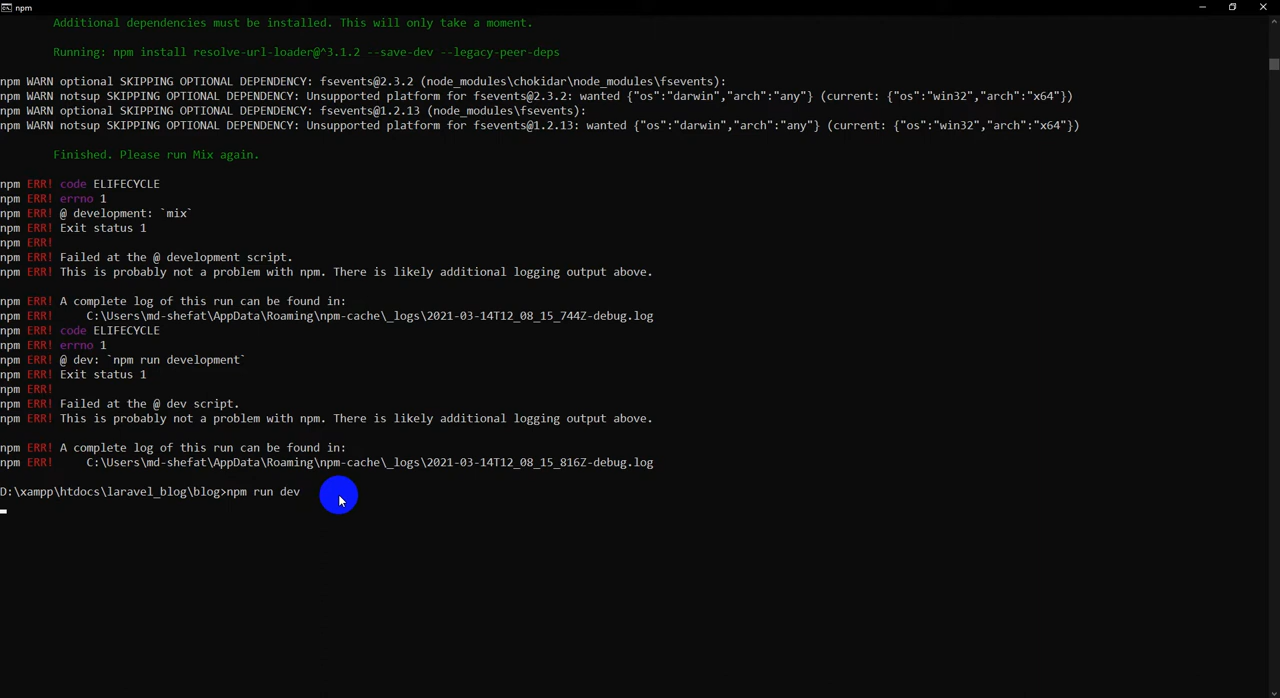 npm
Additional dependencies must be installed. This will only take a moment.
Running: npm install resolve-url-loader@^3.1.2 --save-dev --legacy-peer-deps
npm WARN optional SKIPPING OPTIONAL DEPENDENCY: fsevents@2.3.2 (node_modules\chokidar\node_modules\fsevents):
npm WARN notsup SKIPPING OPTIONAL DEPENDENCY: Unsupported platform for fsevents@2.3.2: wanted {"os":"darwin","arch":"any"} (current: {"os":"win32","arch":"x64"})
npm WARN optional SKIPPING OPTIONAL DEPENDENCY: fsevents@1.2.13 (node_modules\fsevents):
npm WARN notsup SKIPPING OPTIONAL DEPENDENCY: Unsupported platform for fsevents@1.2.13: wanted {"os":"darwin","arch":"any"} (current: {"os":"win32","arch":"x64"})
Finished. Please run Mix again.
npm ERR! code ELIFECYCLE
npm ERR! errno 1
npm ERR! @ development: `mix`
npm ERR! Exit status 1
npm ERR!
npm ERR! Failed at the @ development script.
npm ERR! This is probably not a problem with npm. There is likely additional logging output above.
npm ERR! A complete log of this run can be found in:
npm ERR!     C:\Users\md-shefat\AppData\Roaming\npm-cache\_logs\2021-03-14T12_08_15_744Z-debug.log
npm ERR! code ELIFECYCLE
npm ERR! errno 1
npm ERR! @ dev: `npm run development`
npm ERR! Exit status 1
npm ERR!
npm ERR! Failed at the @ dev script.
npm ERR! This is probably not a problem with npm. There is likely additional logging output above.
npm ERR! A complete log of this run can be found in:
npm ERR!     C:\Users\md-shefat\AppData\Roaming\npm-cache\_logs\2021-03-14T12_08_15_816Z-debug.log
D:\xampp\htdocs\laravel_blog\blog>npm run dev